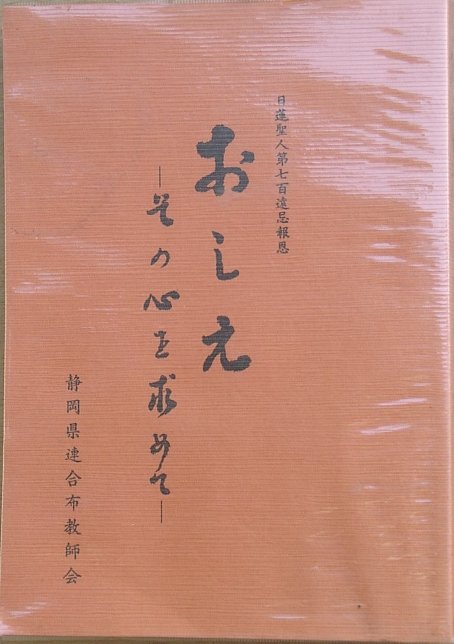 日蓮聖人第七百遠忌報恩
おしえ
―その心を求めて―
静岡県連合布教師会